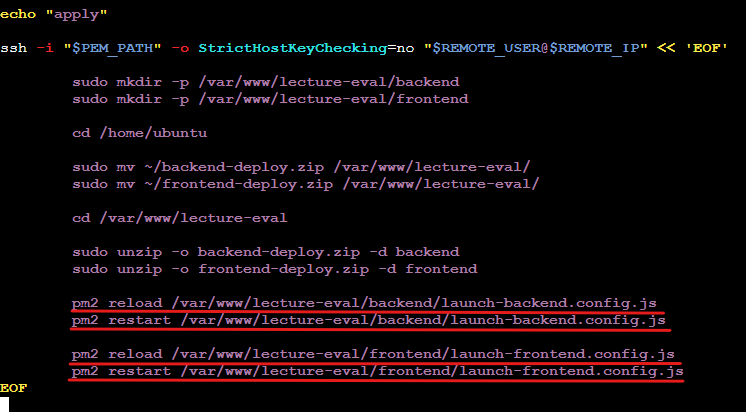 echo "apply"
ssh -i "$PEM_PATH" -o StrictHostKeyChecking=no "$REMOTE_USER@$REMOTE_IP" << 'EOF'
sudo mkdir -p /var/www/lecture-eval/backend
sudo mkdir -p /var/www/lecture-eval/frontend
cd /home/ubuntu
sudo mv ~/backend-deploy.zip /var/www/lecture-eval/
sudo mv ~/frontend-deploy.zip /var/www/lecture-eval/
cd /var/www/lecture-eval
sudo unzip -o backend-deploy.zip -d backend
sudo unzip -o frontend-deploy.zip -d frontend
pm2 reload /var/www/lecture-eval/backend/launch-backend.config.js
pm2 restart /var/www/lecture-eval/backend/launch-backend.config.js
pm2 reload /var/www/lecture-eval/frontend/launch-frontend.config.js
pm2 restart /var/www/lecture-eval/frontend/launch-frontend.config.js
EOF